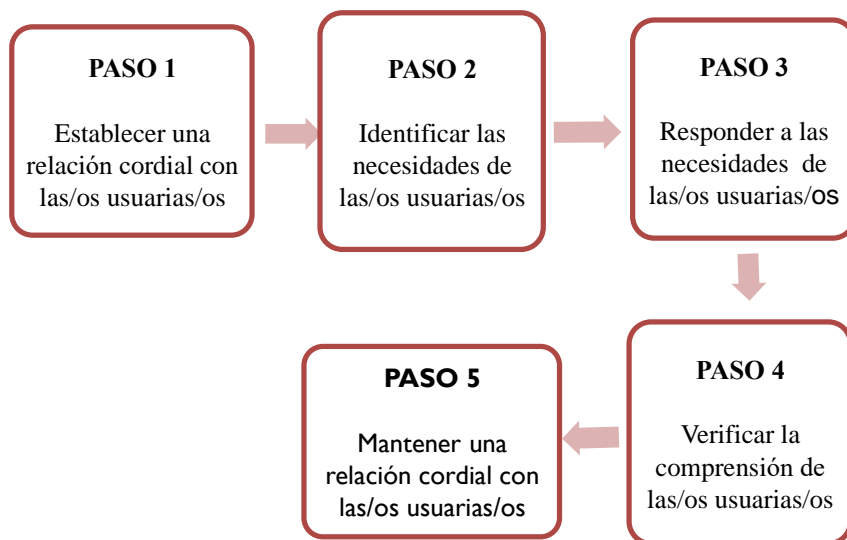 PASO 1
Establecer una
relación cordial con
las/os usuarias/os
PASO 2
Identificar las
necesidades de
las/os usuarias/os
PASO 3
Responder a las
necesidades de
las/os usuarias/os
PASO 4
Verificar la
comprensión de
las/os usuarias/os
PASO 5
Mantener una
relación cordial con
las/os usuarias/os